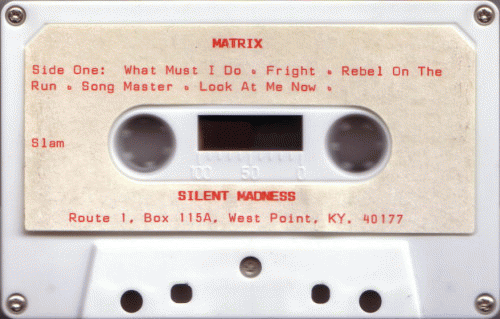 MATRIX
Side One: What Must I Do • Fright • Rebel On The
Run • Song Master • Look At Me Now •
Slam
100 50 0
SILENT MADNESS
Route 1, Box 115A, West Point, KY. 40177